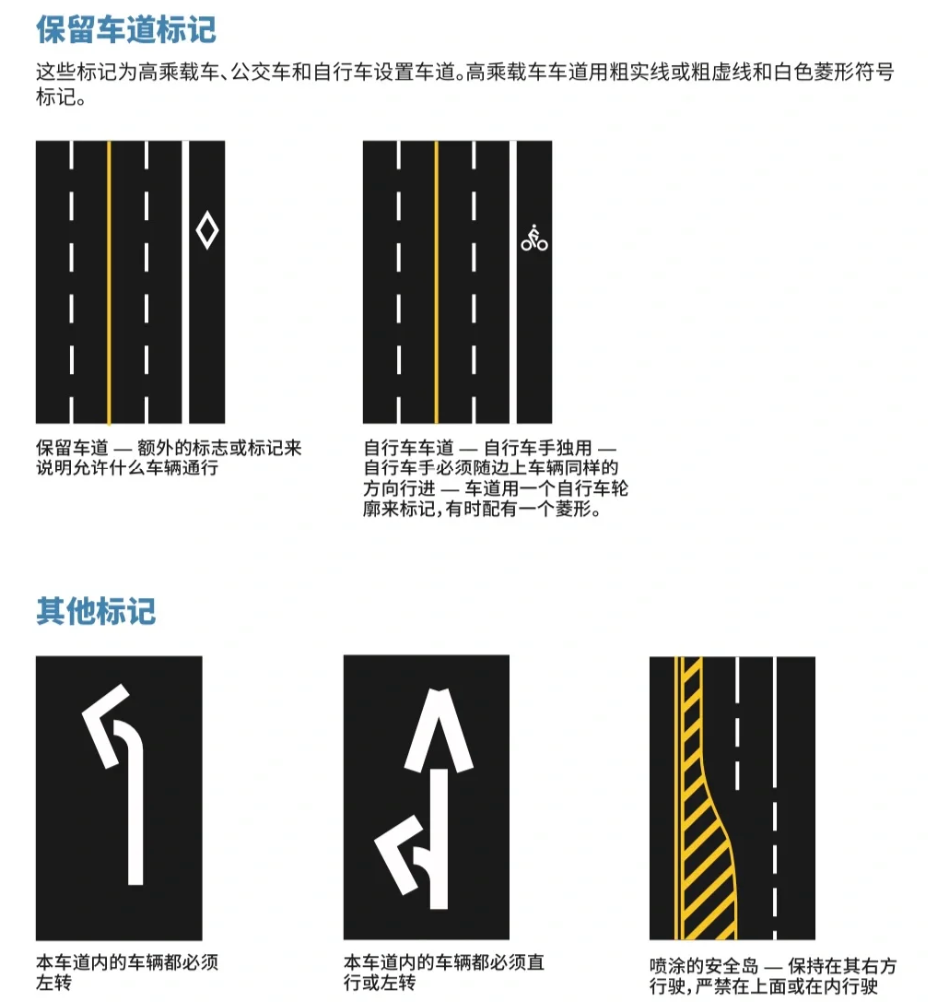 保留车道标记
这些标记为高乘载车、公交车和自行车设置车道。高乘载车车道用粗实线或粗虚线和白色菱形符号
标记。
保留车道 — 额外的标志或标记来
说明允许什么车辆通行
自行车车道 — 自行车手独用 —
自行车手必须随边上车辆同样的
方向行进 — 车道用一个自行车轮
廓来标记，有时配有一个菱形。
其他标记
本车道内的车辆都必须
左转
本车道内的车辆都必须直
行或左转
喷涂的安全岛 — 保持在其右方
行驶，严禁在上面或在内行驶